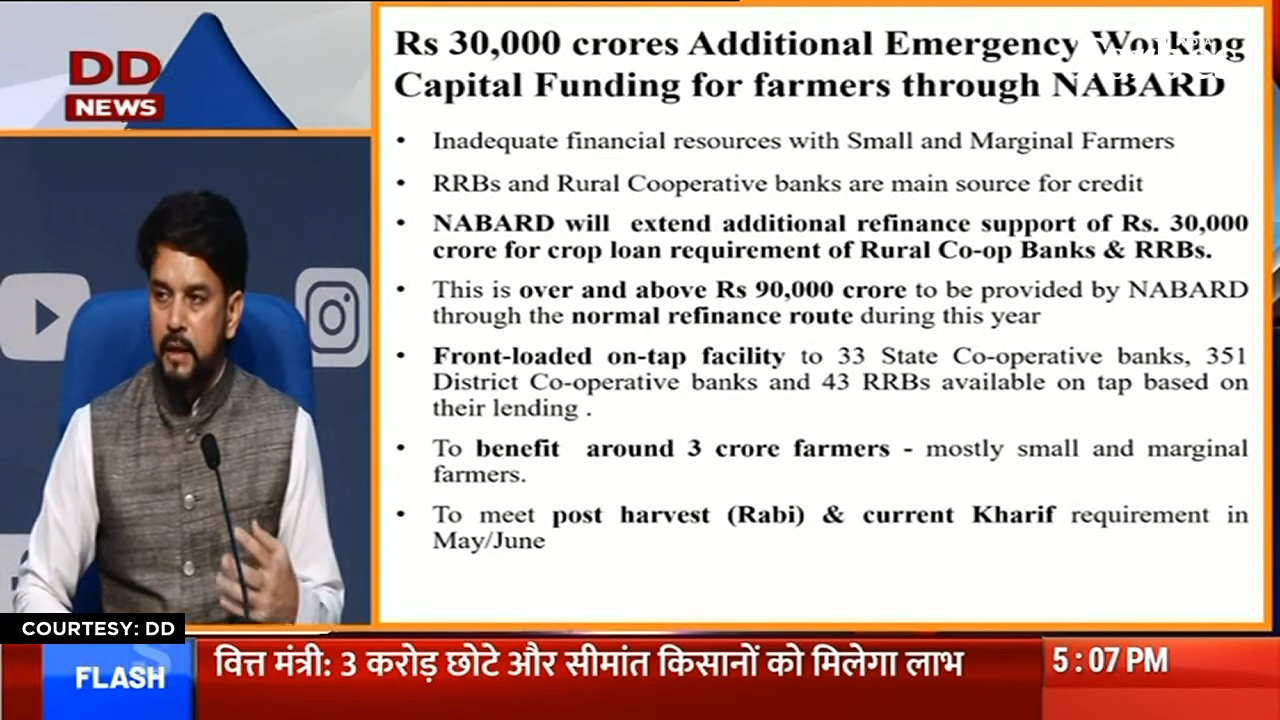 DD
NEWS
Rs 30,000 crores Additional Emergency Working
Capital Funding for farmers through NABARD
• Inadequate financial resources with Small and Marginal Farmers
• RRBs and Rural Cooperative banks are main source for credit
• NABARD will extend additional refinance support of Rs. 30,000
crore for crop loan requirement of Rural Co-op Banks & RRBs.
• This is over and above Rs 90,000 crore to be provided by NABARD
through the normal refinance route during this year
• Front-loaded on-tap facility to 33 State Co-operative banks, 351
District Co-operative banks and 43 RRBs available on tap based on
their lending .
• To benefit around 3 crore farmers - mostly small and marginal
farmers.
• To meet post harvest (Rabi) & current Kharif requirement in
May/June
COURTESY: DD
FLASH
वित्त मंत्री: 3 करोड़ छोटे और सीमांत किसानों को मिलेगा लाभ
5:07 PM